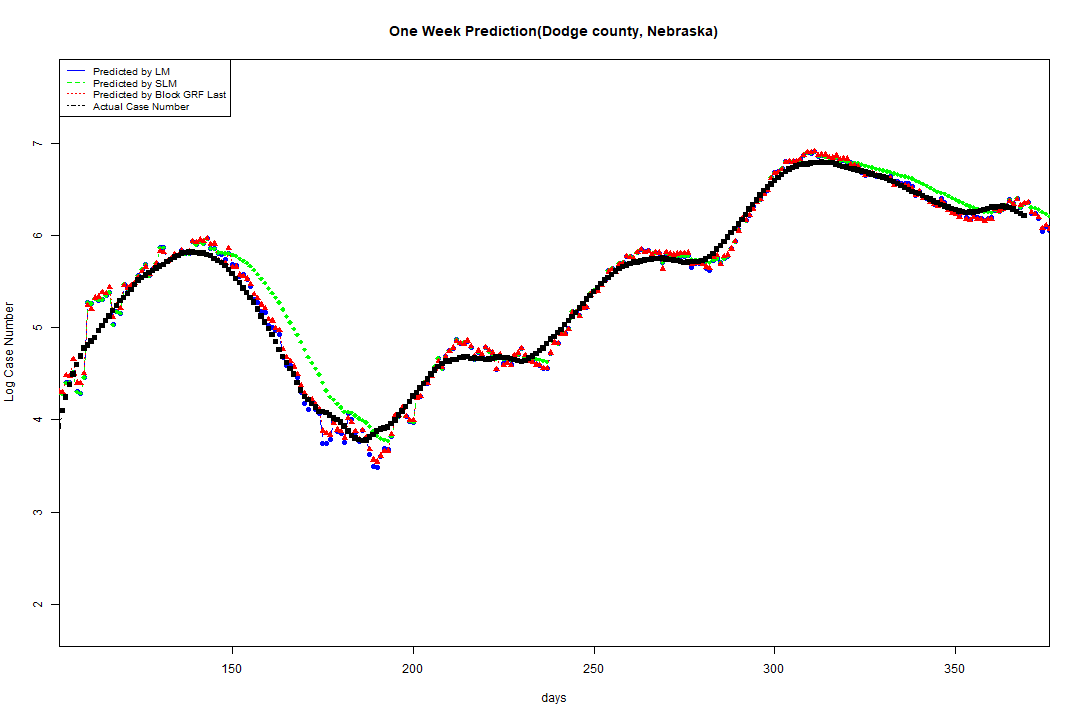 One Week Prediction(Dodge county, Nebraska)
Predicted by LM
Predicted by SLM
Predicted by Block GRF Last
Actual Case Number
7
6
5
4
3
2
Log Case Number
150 200 250 300 350
days